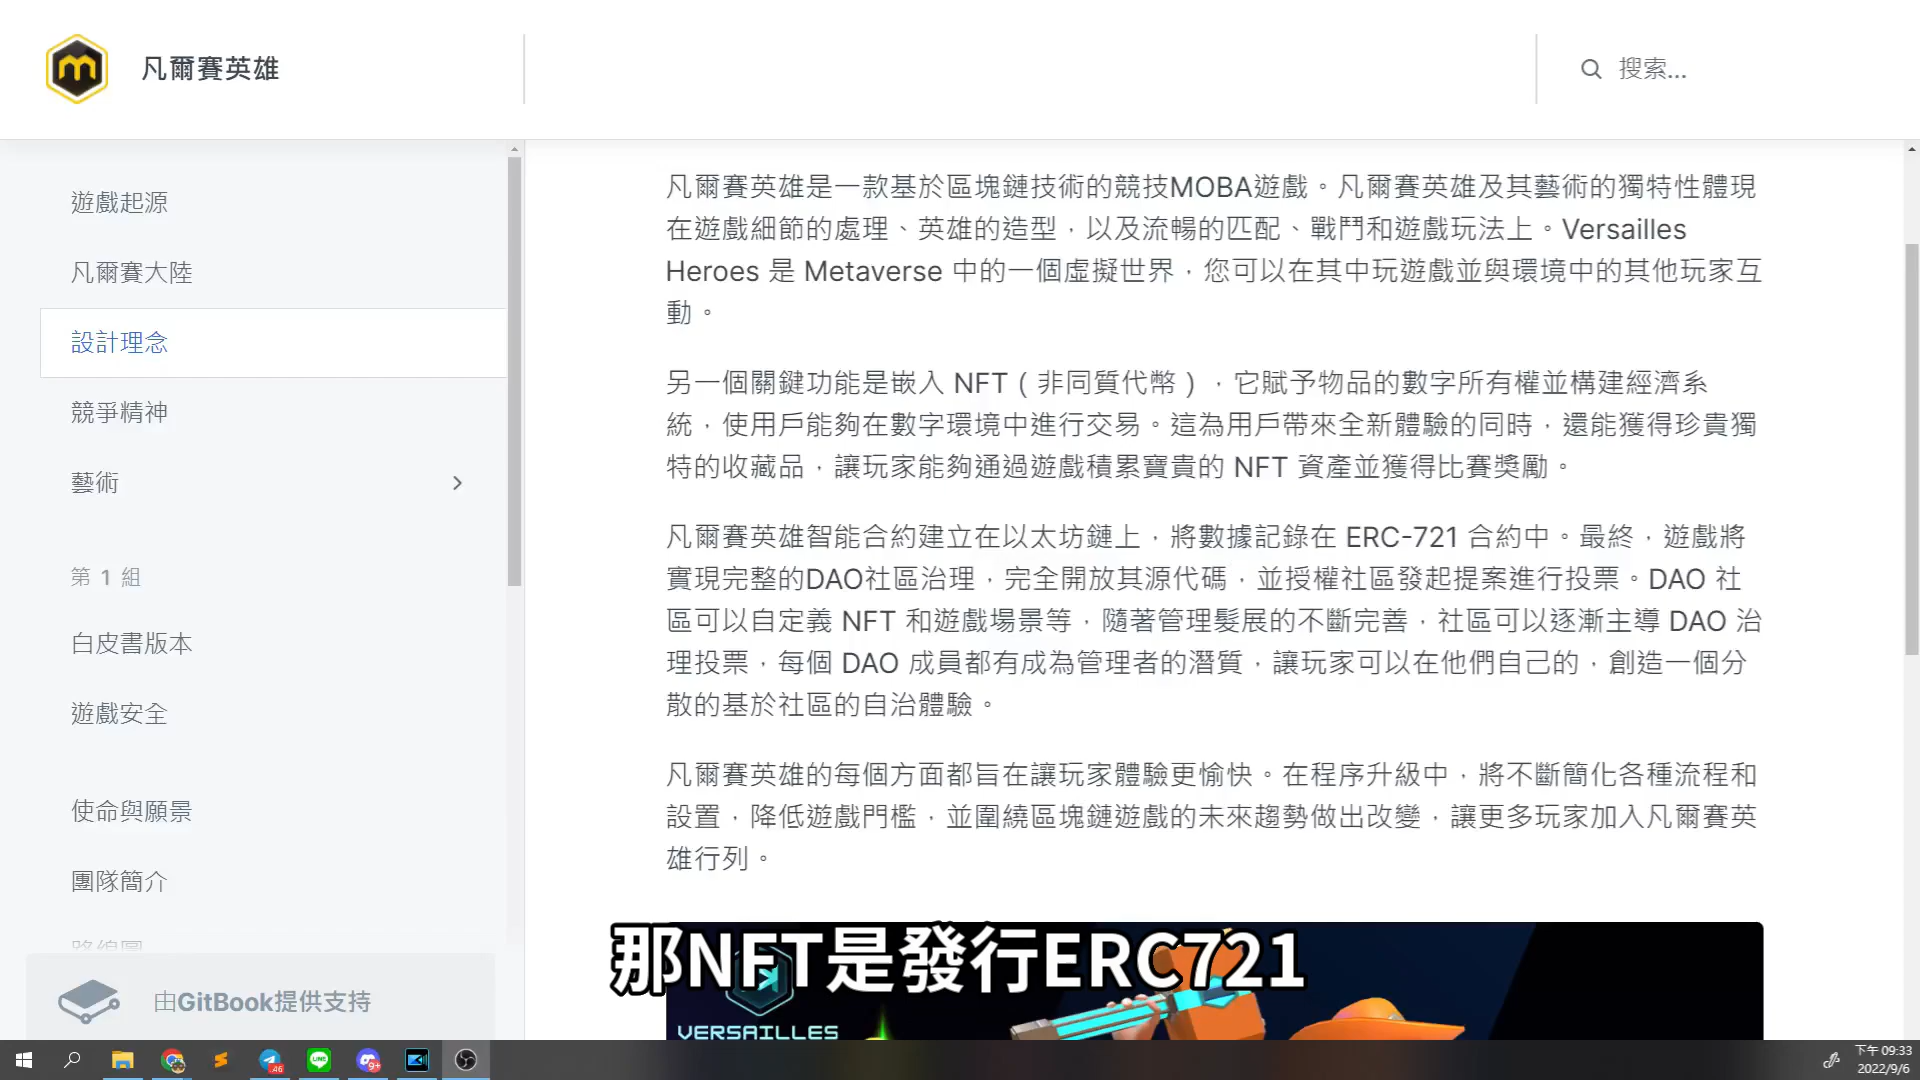 凡爾賽英雄
搜索...
遊戲起源
凡爾賽大陸
設計理念
競爭精神
藝術
第 1 組
白皮書版本
遊戲安全
使命與願景
團隊簡介
路線圖
由GitBook提供支持
凡爾賽英雄是一款基於區塊鏈技術的競技MOBA遊戲。凡爾賽英雄及其藝術的獨特性體現
在遊戲細節的處理、英雄的造型，以及流暢的匹配、戰鬥和遊戲玩法上。Versailles
Heroes 是 Metaverse 中的一個虛擬世界，您可以在其中玩遊戲並與環境中的其他玩家互
動。
另一個關鍵功能是嵌入 NFT（非同質代幣），它賦予物品的數字所有權並構建經濟系
統，使用戶能夠在數字環境中進行交易。這為用戶帶來全新體驗的同時，還能獲得珍貴獨
特的收藏品，讓玩家能夠通過遊戲積累寶貴的 NFT 資產並獲得比賽獎勵。
凡爾賽英雄智能合約建立在以太坊鏈上，將數據記錄在 ERC-721 合約中。最終，遊戲將
實現完整的DAO社區治理，完全開放其源代碼，並授權社區發起提案進行投票。DAO 社
區可以自定義 NFT 和遊戲場景等，隨著管理髮展的不斷完善，社區可以逐漸主導 DAO 治
理投票，每個 DAO 成員都有成為管理者的潛質，讓玩家可以在他們自己的，創造一個分
散的基於社區的自治體驗。
凡爾賽英雄的每個方面都旨在讓玩家體驗更愉快。在程序升級中，將不斷簡化各種流程和
設置，降低遊戲門檻，並圍繞區塊鏈遊戲的未來趨勢做出改變，讓更多玩家加入凡爾賽英
雄行列。
那NFT是發行ERC721
VERSAILLES
下午 09:33
2022/9/6